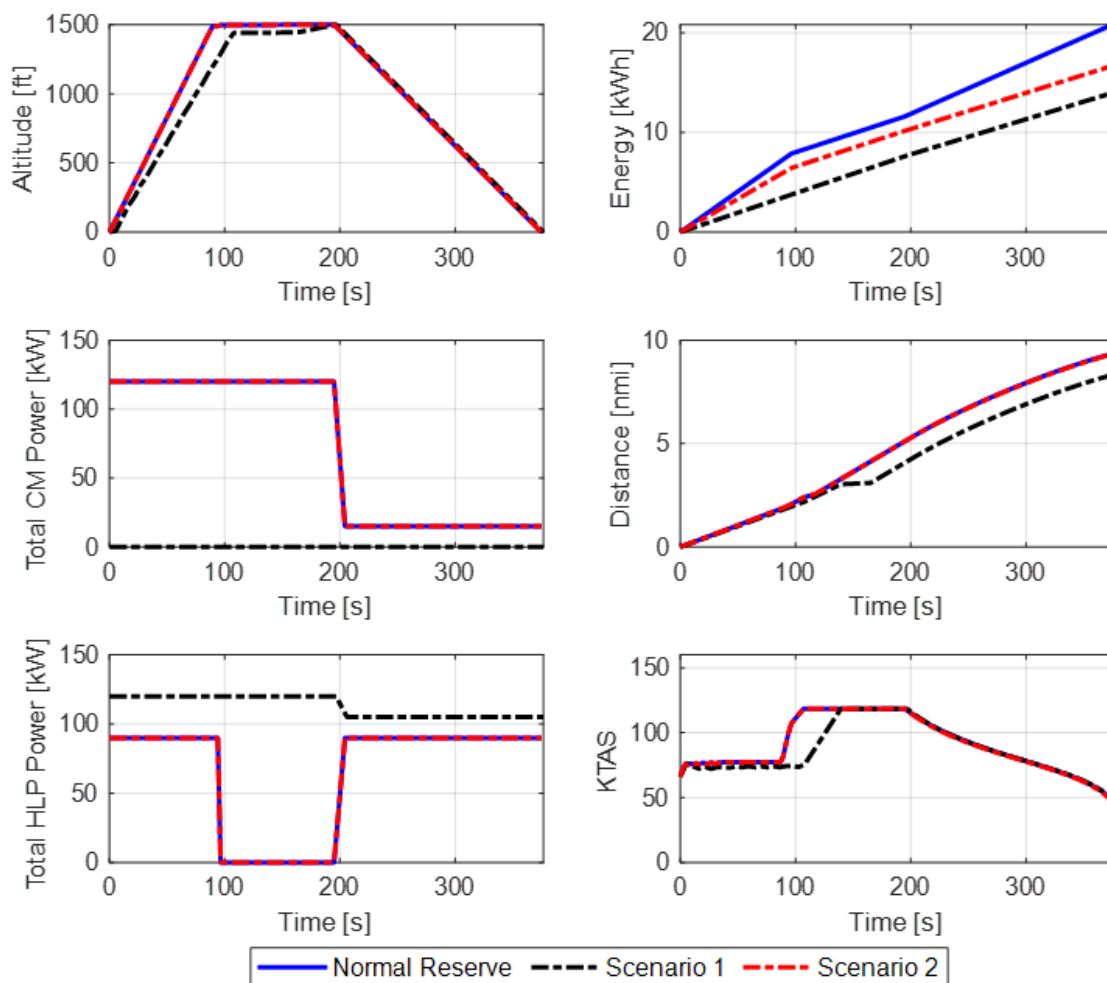 Altitude [ft]
1500
1000
500
0
0 100 200 300
Time [s]
Energy [kWh]
20
10
0
0 100 200 300
Time [s]
Total CM Power [kW]
150
100
50
0
0 100 200 300
Time [s]
Distance [nmi]
10
5
0
0 100 200 300
Time [s]
Total HLP Power [kW]
150
100
50
0
0 100 200 300
Time [s]
KTAS
150
100
50
0
0 100 200 300
Time [s]
Normal Reserve Scenario 1 Scenario 2